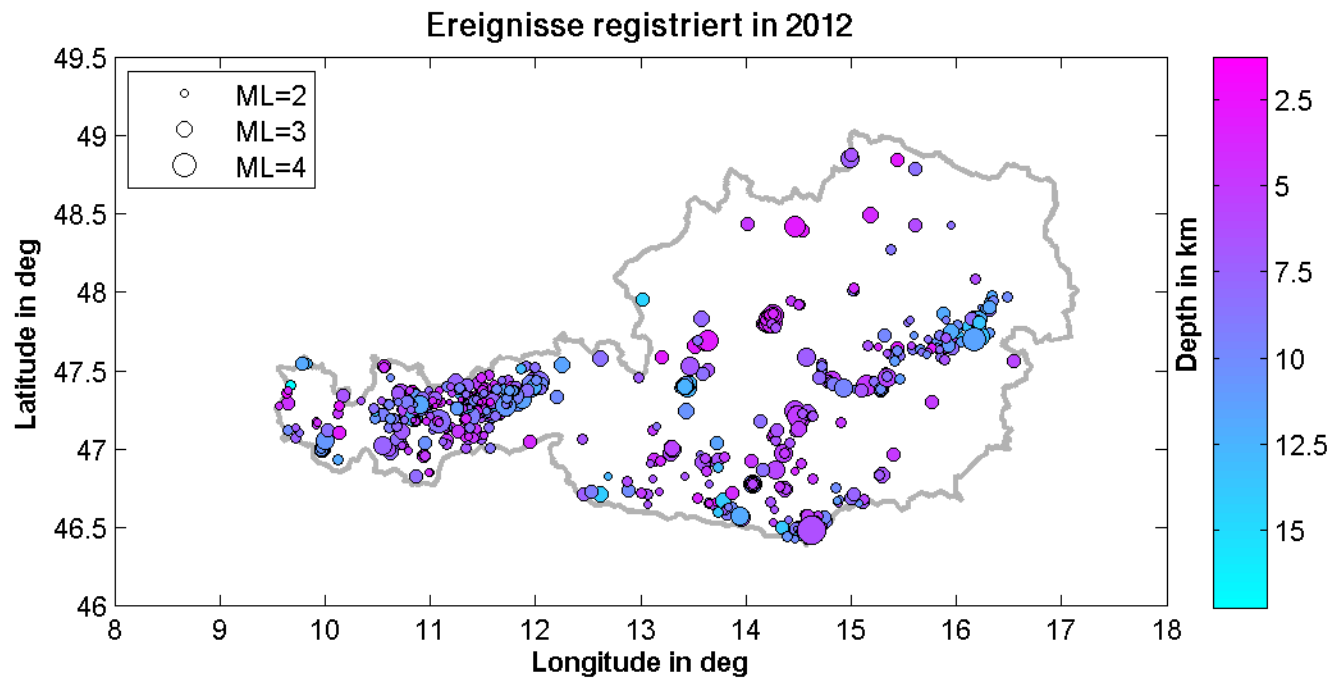 Ereignisse registriert in 2012
49.5
49
48.5
48
47.5
47
46.5
46
Latitude in deg
ML=2
ML=3
ML=4
8 9 10 11 12 13 14 15 16 17 18
Longitude in deg
Depth in km
2.5
5
7.5
10
12.5
15